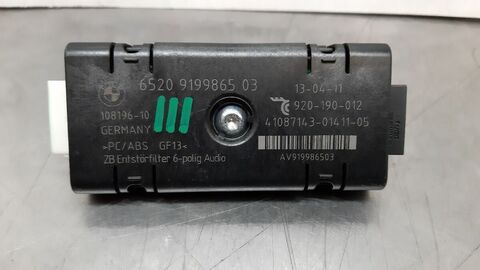 6520 9199865 03
108196-10
GERMANY
>PC/ABS GF13<
ZB Entstörfilter 6-polig Audio
13-04-11
920-190-012
41087143-01411-05
AV919986503